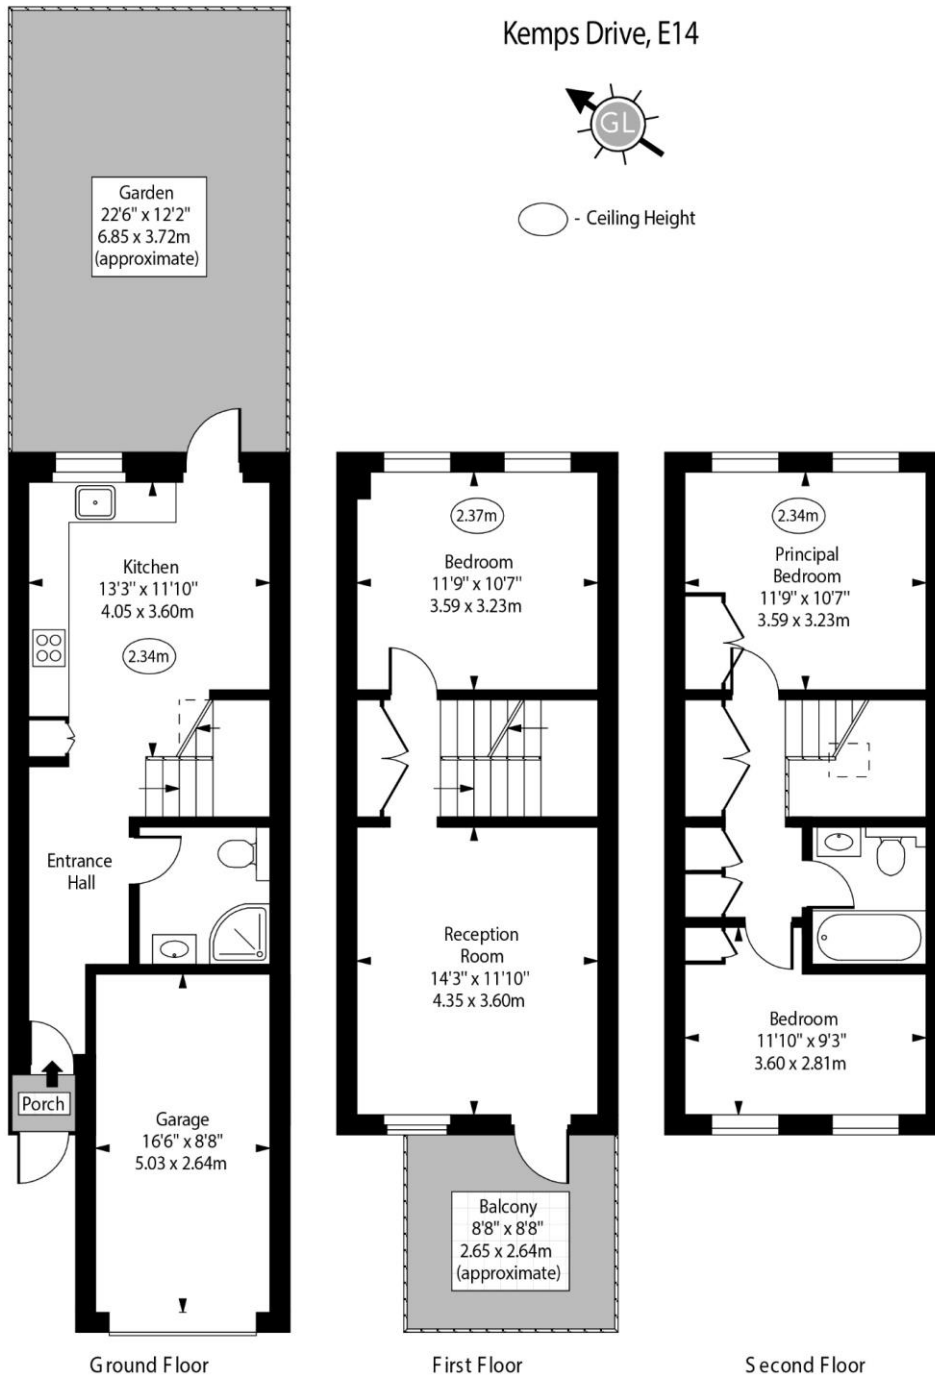 Kemps Drive, E14
GL
- Ceiling Height
Garden
22'6" x 12'2"
6.85 x 3.72m
(approximate)
Kitchen
13'3" x 11'10"
4.05 x 3.60m
2.34m
Entrance
Hall
Porch
Garage
16'6" x 8'8"
5.03 x 2.64m
Ground Floor
2.37m
Bedroom
11'9" x 10'7"
3.59 x 3.23m
Reception
Room
14'3" x 11'10"
4.35 x 3.60m
Balcony
8'8" x 8'8"
2.65 x 2.64m
(approximate)
First Floor
2.34m
Principal
Bedroom
11'9" x 10'7"
3.59 x 3.23m
Bedroom
11'10" x 9'3"
3.60 x 2.81m
Second Floor